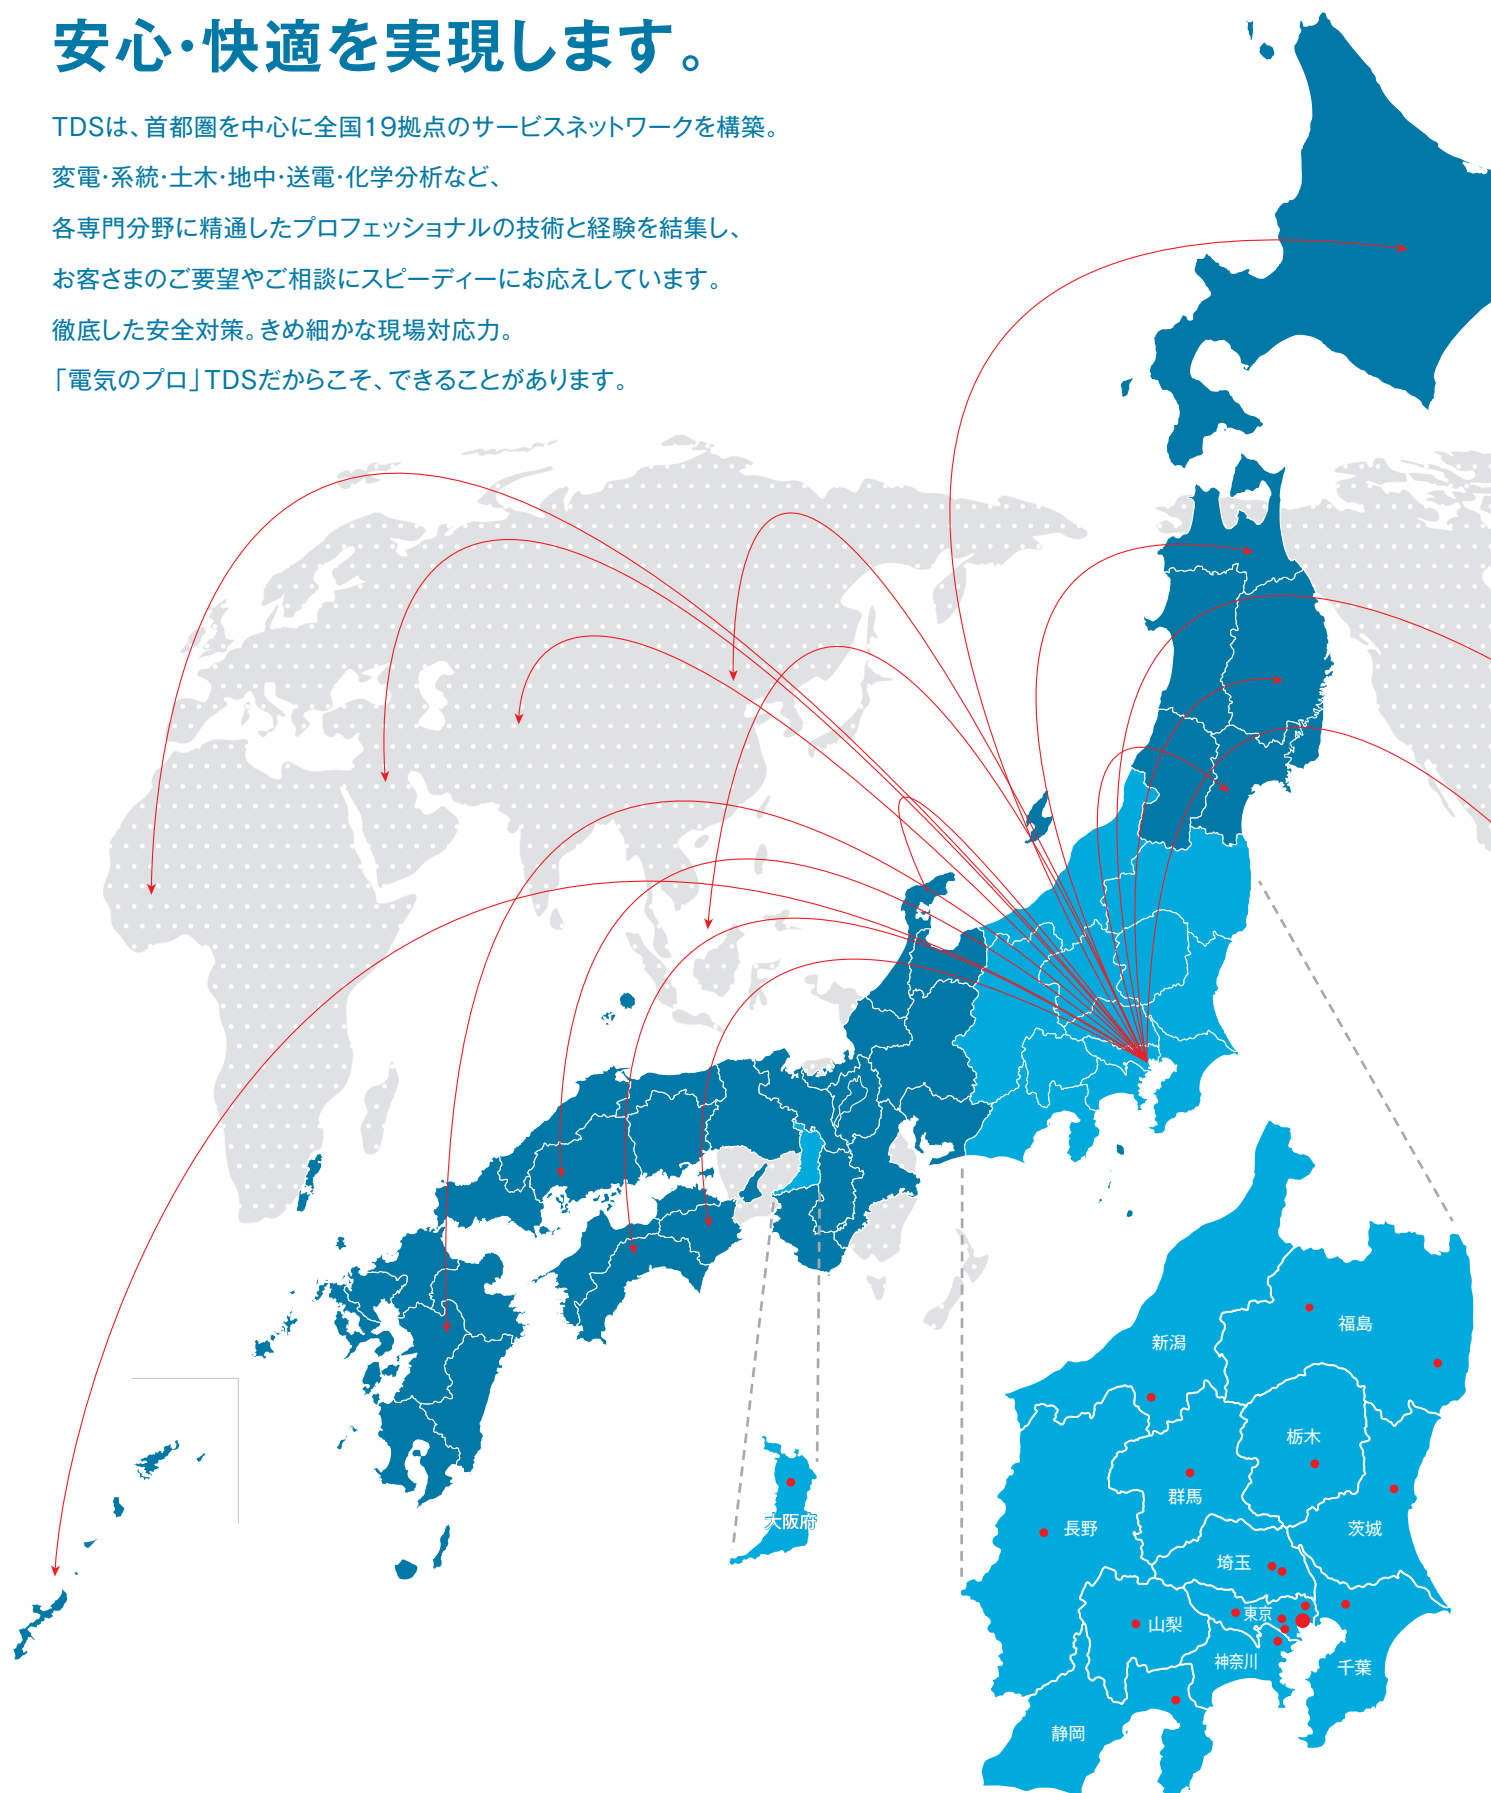 安心・快適を実現します。
TDSは、首都圏を中心に全国19拠点のサービスネットワークを構築。
変電・系統・土木・地中・送電・化学分析など、
各専門分野に精通したプロフェッショナルの技術と経験を結集し、
お客さまのご要望やご相談にスピーディーにお応えしています。
徹底した安全対策。きめ細かな現場対応力。
「電気のプロ」TDSだからこそ、できることがあります。
福島
新潟
栃木
群馬
長野
茨城
大阪府
埼玉
東京
山梨
神奈川
千葉
静岡